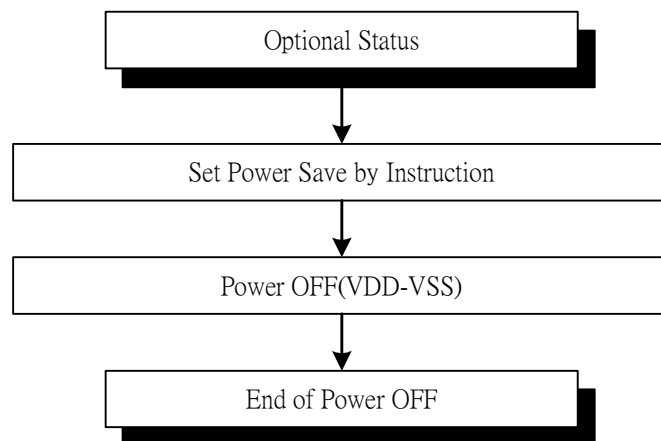 Optional Status
Set Power Save by Instruction
Power OFF(VDD-VSS)
End of Power OFF